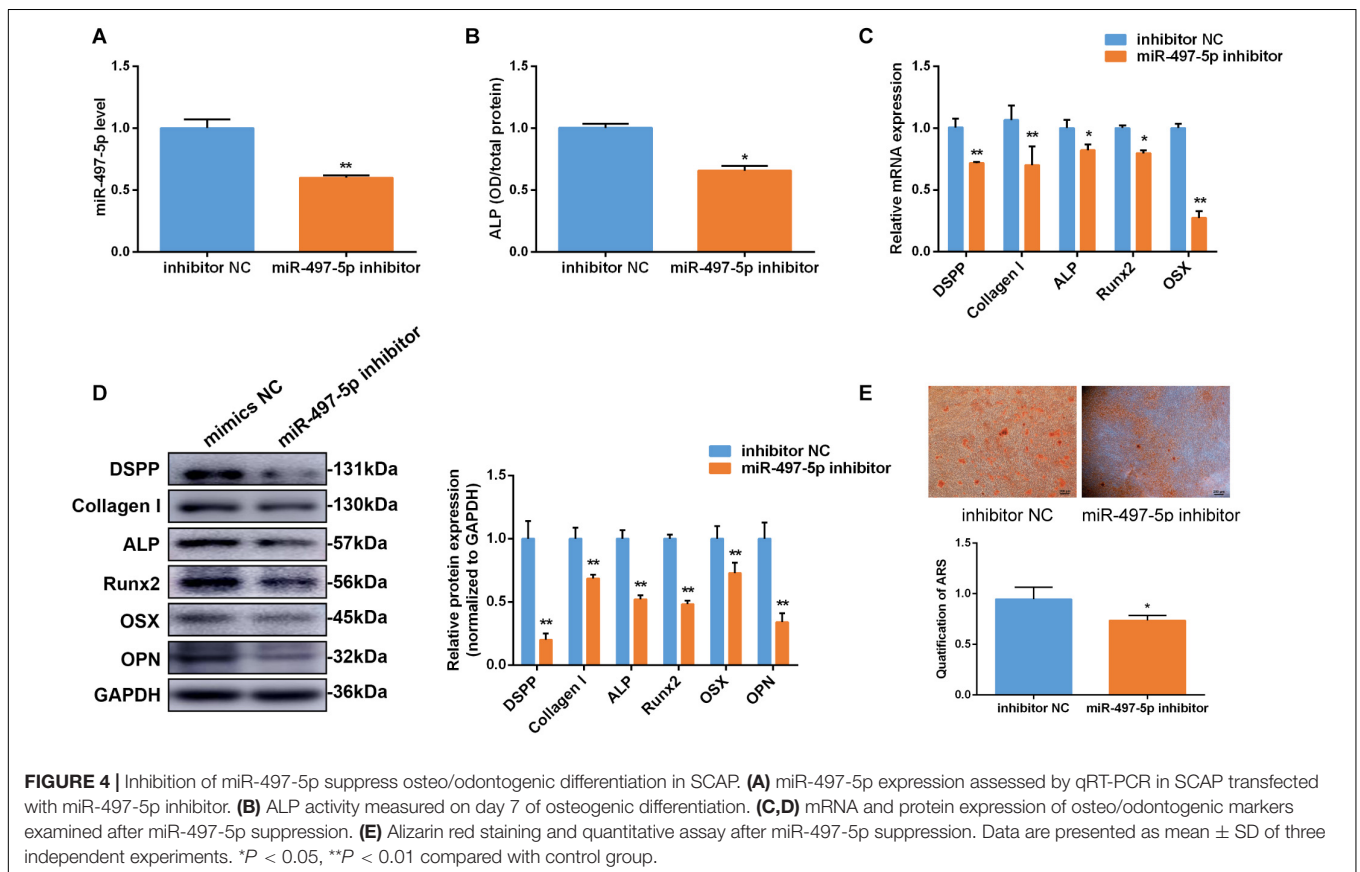 A
miR-497-5p level
1.5
1.0
0.5
0.0
**
inhibitor NC
miR-497-5p inhibitor
B
ALP (OD/total protein)
1.5
1.0
0.5
0.0
*
inhibitor NC
miR-497-5p inhibitor
C
inhibitor NC
miR-497-5p inhibitor
Relative mRNA expression
1.5
1.0
0.5
0.0
**
**
*
*
**
DSPP
Collagen I
ALP
Runx2
OSX
D
mimics NC
miR-497-5p inhibitor
DSPP -131kDa
Collagen I -130kDa
ALP -57kDa
Runx2 -56kDa
OSX -45kDa
OPN -32kDa
GAPDH -36kDa
inhibitor NC
miR-497-5p inhibitor
Relative protein expression
(normalized to GAPDH)
1.5
1.0
0.5
0.0
**
**
**
**
**
**
DSPP
Collagen I
ALP
Runx2
OSX
OPN
E
inhibitor NC
miR-497-5p inhibitor
Quatification of ARS
1.5
1.0
0.5
0.0
*
inhibitor NC
miR-497-5p inhibitor
FIGURE 4 | Inhibition of miR-497-5p suppress osteo/odontogenic differentiation in SCAP. (A) miR-497-5p expression assessed by qRT-PCR in SCAP transfected
with miR-497-5p inhibitor. (B) ALP activity measured on day 7 of osteogenic differentiation. (C,D) mRNA and protein expression of osteo/odontogenic markers
examined after miR-497-5p suppression. (E) Alizarin red staining and quantitative assay after miR-497-5p suppression. Data are presented as mean ± SD of three
independent experiments. *P < 0.05, **P < 0.01 compared with control group.